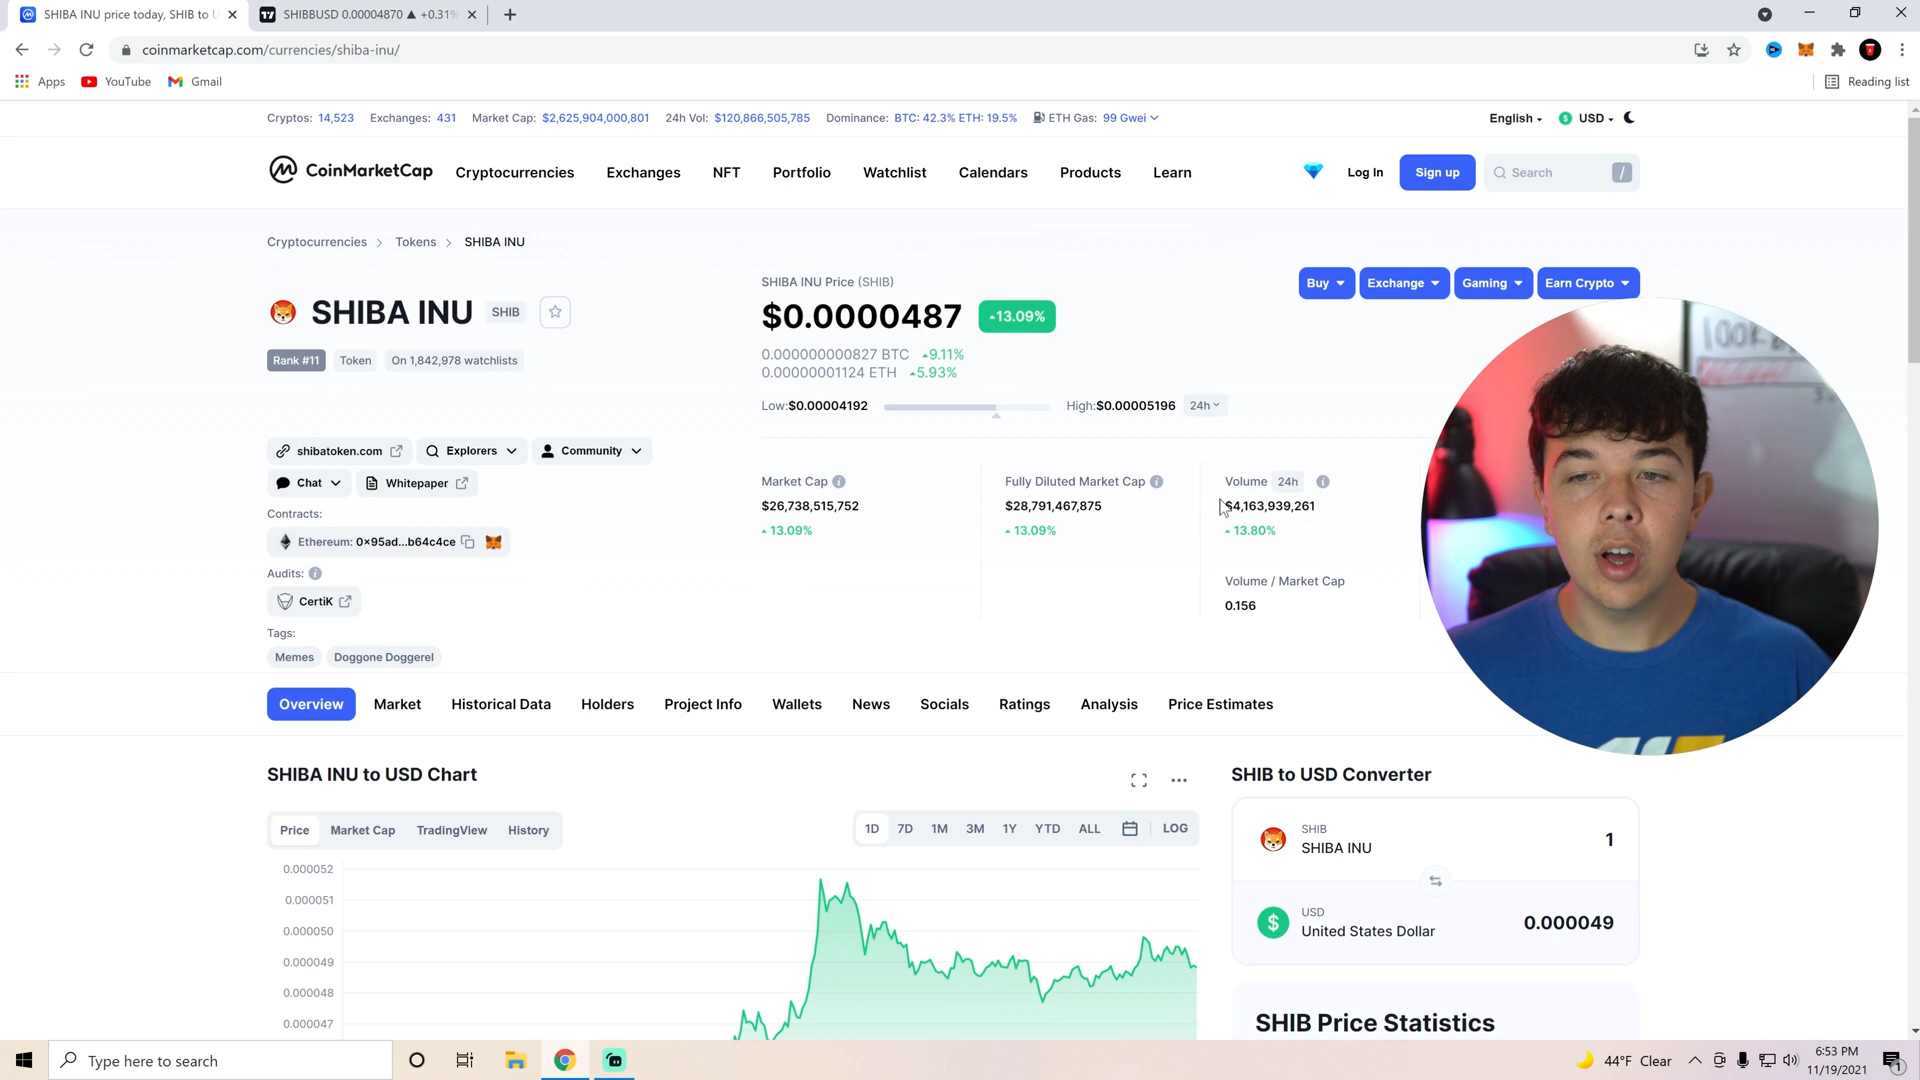 SHIBA INU price today, SHIB to U
SHIBBUSD 0.00004870 ▲ +0.31%
coinmarketcap.com/currencies/shiba-inu/
Apps YouTube Gmail Reading list
Cryptos: 14,523 Exchanges: 431 Market Cap: $2,625,904,000,801 24h Vol: $120,866,505,785 Dominance: BTC: 42.3% ETH: 19.5% ETH Gas: 99 Gwei English USD
CoinMarketCap Cryptocurrencies Exchanges NFT Portfolio Watchlist Calendars Products Learn Log In Sign up Search /
Cryptocurrencies > Tokens > SHIBA INU
SHIBA INU Price (SHIB)
Buy Exchange Gaming Earn Crypto
SHIBA INU SHIB
$0.0000487 13.09%
Rank #11 Token On 1,842,978 watchlists
0.000000000827 BTC 9.11%
0.00000001124 ETH 5.93%
Low:$0.00004192 High:$0.00005196 24h
100K
shibatoken.com Explorers Community
Chat Whitepaper
Market Cap Fully Diluted Market Cap Volume 24h
$26,738,515,752 $28,791,467,875 $4,163,939,261
13.09% 13.09% 13.80%
Contracts:
Ethereum: 0x95ad...b64c4ce
Audits:
CertiK
Volume / Market Cap
0.156
Tags:
Memes Doggone Doggerel
Overview Market Historical Data Holders Project Info Wallets News Socials Ratings Analysis Price Estimates
SHIBA INU to USD Chart
Price Market Cap TradingView History
1D 7D 1M 3M 1Y YTD ALL LOG
0.000052
0.000051
0.000050
0.000049
0.000048
0.000047
SHIB to USD Converter
SHIB
SHIBA INU 1
USD
United States Dollar 0.000049
SHIB Price Statistics
Type here to search
44°F Clear
6:53 PM
11/19/2021
1